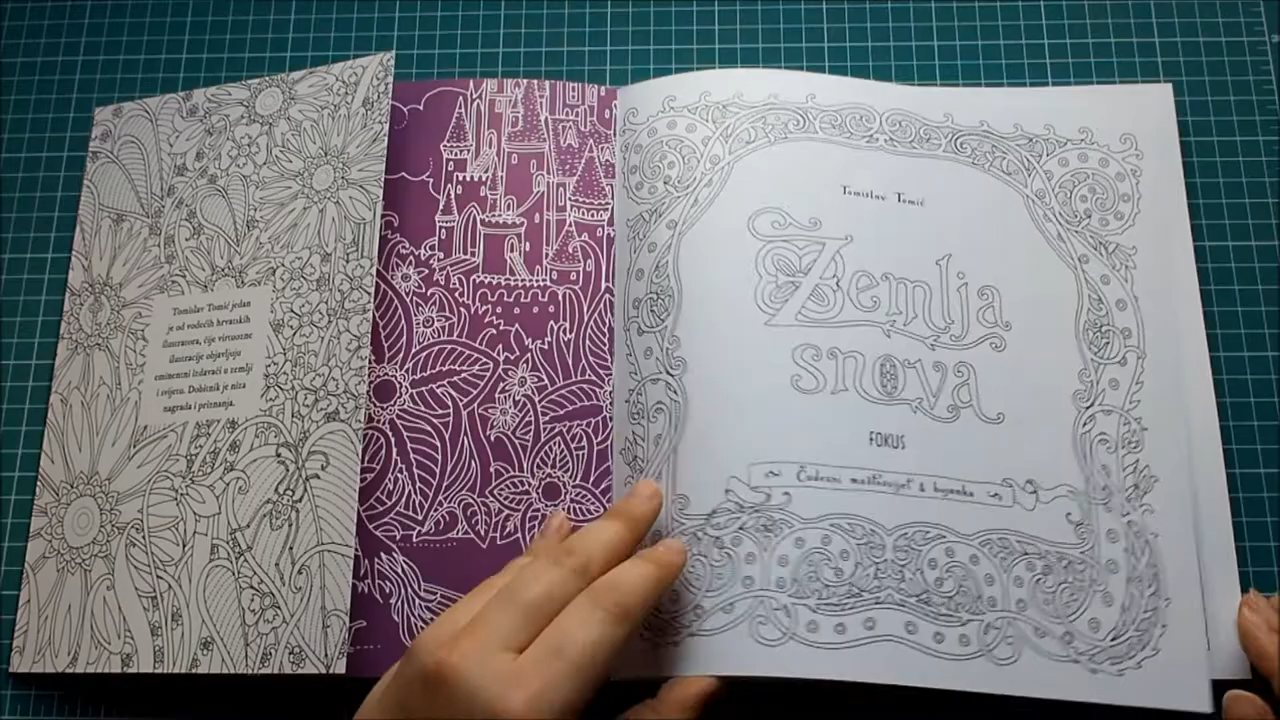 Tomislav Tomić jedan
je od vodećih hrvatskih
ilustratora, čije virtuozne
ilustracije objavljuju
eminentni izdavači u zemlji
i svijetu. Dobitnik je niza
nagrada i priznanja.
Tomislav Tomić
Zemlja
snova
FOKUS
Čudesni maštosvijet & bojanka